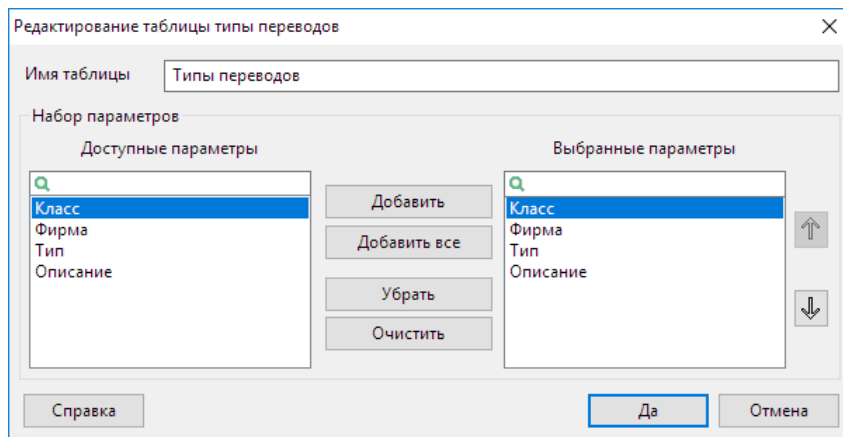 Редактирование таблицы типы переводов
Имя таблицы
Типы переводов
Набор параметров
Доступные параметры
Выбранные параметры
Класс
Фирма
Тип
Описание
Добавить
Добавить все
Убрать
Очистить
Класс
Фирма
Тип
Описание
Справка
Да
Отмена